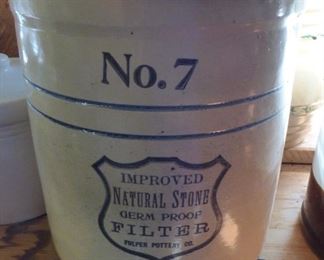 No. 7
IMPROVED
NATURAL STONE
GERM PROOF
FILTER
FULPER POTTERY CO.